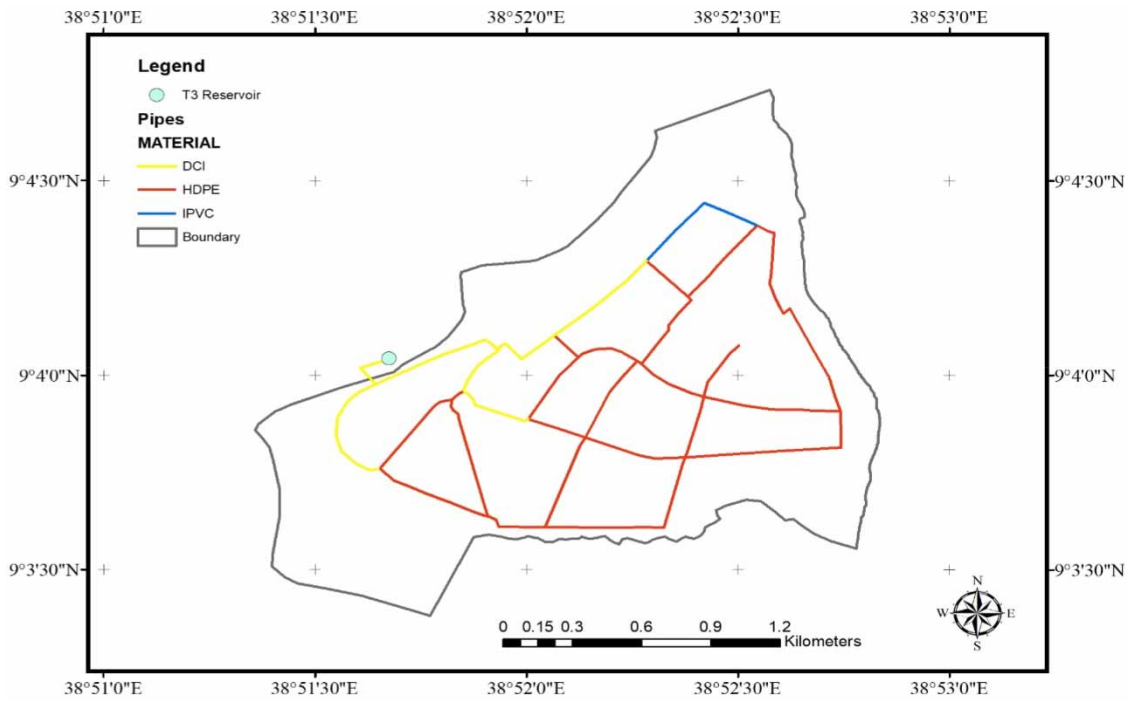 38°51'0"E 38°51'30"E 38°52'0"E 38°52'30"E 38°53'0"E
Legend
T3 Reservoir
Pipes
MATERIAL
DCI
HDPE
IPVC
Boundary
9°4'30"N 9°4'30"N
9°4'0"N 9°4'0"N
9°3'30"N 9°3'30"N
N
W E
S
0 0.15 0.3 0.6 0.9 1.2
Kilometers
38°51'0"E 38°51'30"E 38°52'0"E 38°52'30"E 38°53'0"E